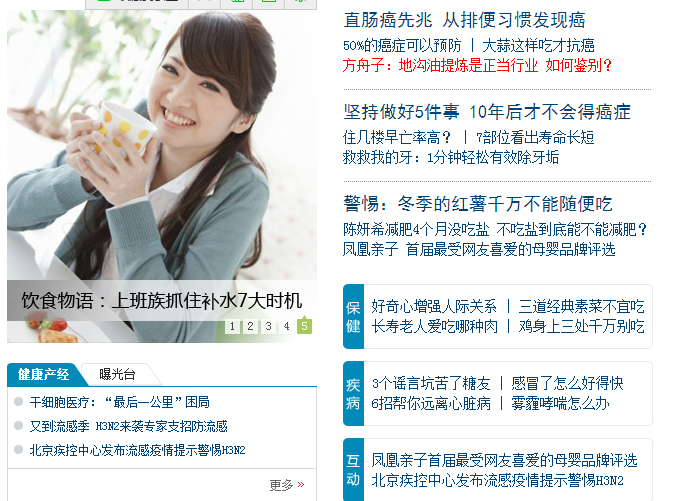 饮食物语：上班族抓住补水7大时机
1 2 3 4 5
健康产经 曝光台
干细胞医疗：“最后一公里”困局
又到流感季 H3N2来袭专家支招防流感
北京疾控中心发布流感疫情提示警惕H3N2
更多 »
直肠癌先兆 从排便习惯发现癌
50%的癌症可以预防 | 大蒜这样吃才抗癌
方舟子：地沟油提炼是正当行业 如何鉴别？
坚持做好5件事 10年后才不会得癌症
住几楼早亡率高？ | 7部位看出寿命长短
救救我的牙：1分钟轻松有效除牙垢
警惕：冬季的红薯千万不能随便吃
陈妍希减肥4个月没吃盐 不吃盐到底能不能减肥？
凤凰亲子 首届最受网友喜爱的母婴品牌评选
保健
好奇心增强人际关系 | 三道经典素菜不宜吃
长寿老人爱吃哪种肉 | 鸡身上三处千万别吃
疾病
3个谣言坑苦了糖友 | 感冒了怎么好得快
6招帮你远离心脏病 | 雾霾哮喘怎么办
互动
凤凰亲子首届最受网友喜爱的母婴品牌评选
北京疾控中心发布流感疫情提示警惕H3N2